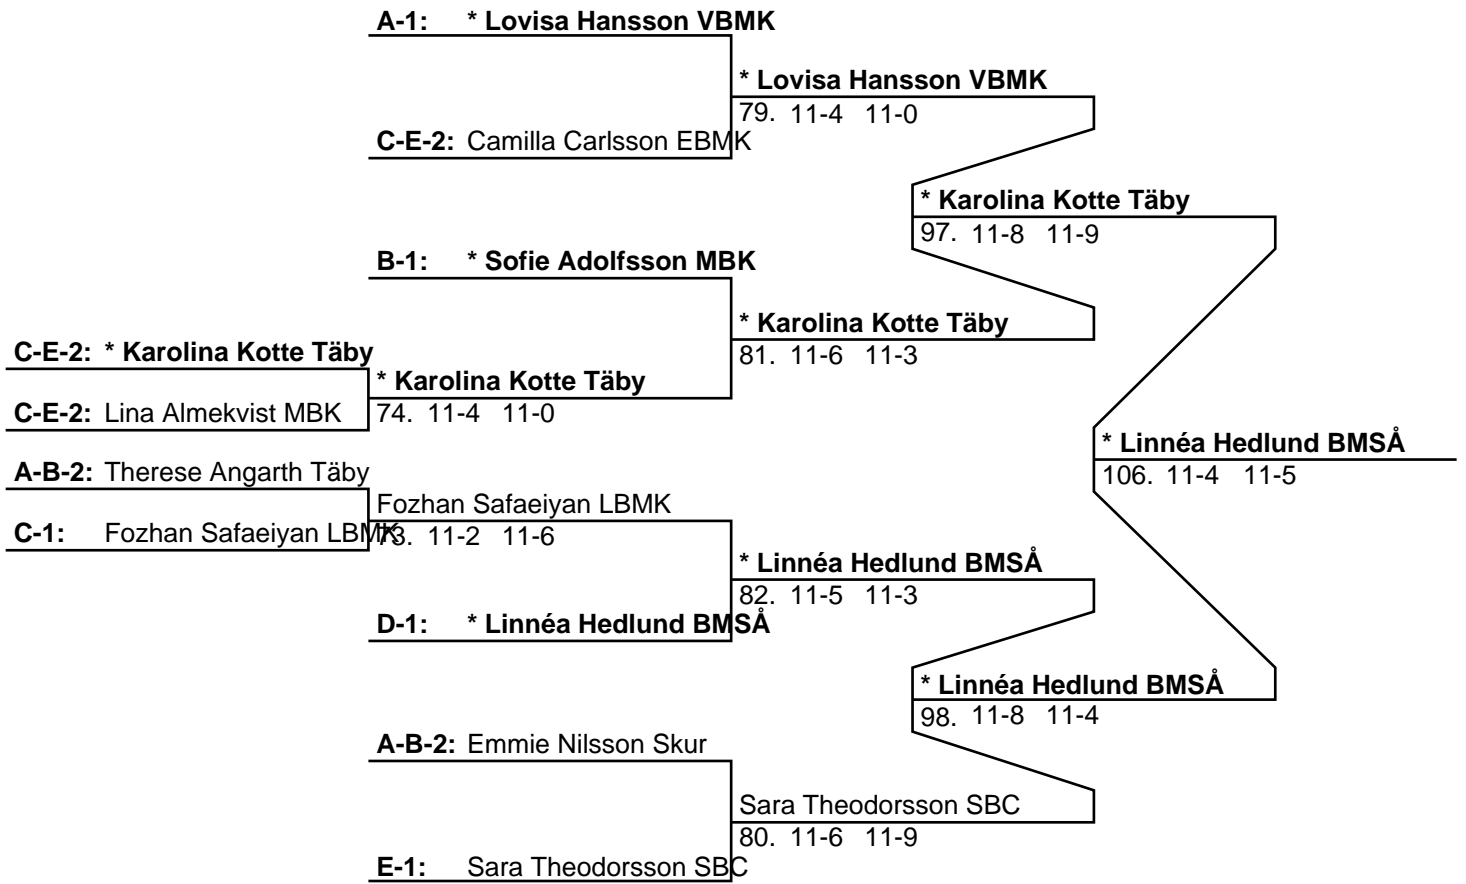 A-1: * Lovisa Hansson VBMK
* Lovisa Hansson VBMK
79. 11-4 11-0
C-E-2: Camilla Carlsson EBMK
* Karolina Kotte Täby
97. 11-8 11-9
B-1: * Sofie Adolfsson MBK
* Karolina Kotte Täby
81. 11-6 11-3
C-E-2: * Karolina Kotte Täby
* Karolina Kotte Täby
74. 11-4 11-0
C-E-2: Lina Almekvist MBK
* Linnéa Hedlund BMSÅ
106. 11-4 11-5
A-B-2: Therese Angarth Täby
Fozhan Safaeiyan LBMK
73. 11-2 11-6
C-1: Fozhan Safaeiyan LBMK
* Linnéa Hedlund BMSÅ
82. 11-5 11-3
D-1: * Linnéa Hedlund BMSÅ
* Linnéa Hedlund BMSÅ
98. 11-8 11-4
A-B-2: Emmie Nilsson Skur
Sara Theodorsson SBC
80. 11-6 11-9
E-1: Sara Theodorsson SBC